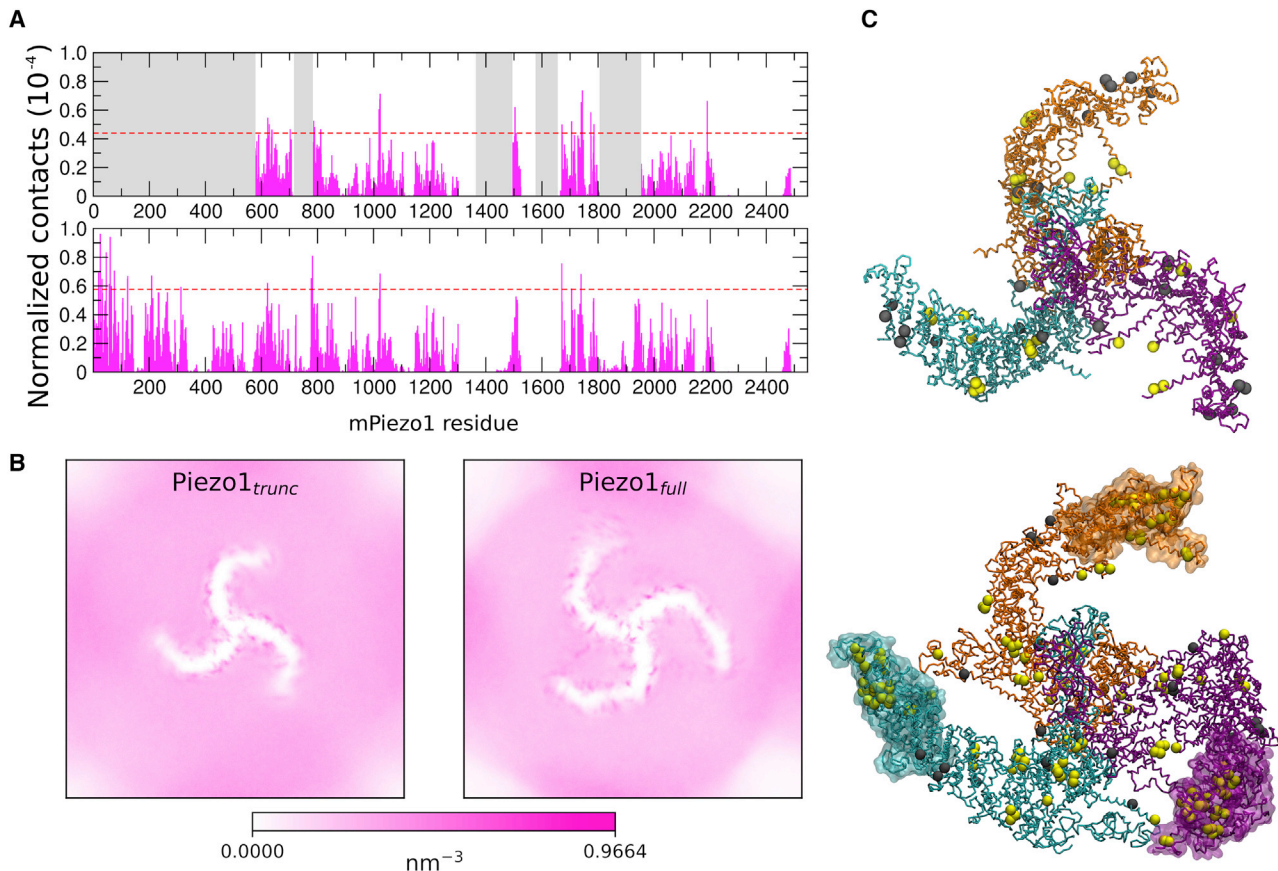 A
C
Normalized contacts (10⁻⁴)
1.0
0.8
0.6
0.4
0.2
0
0 200 400 600 800 1000 1200 1400 1600 1800 2000 2200 2400
1.0
0.8
0.6
0.4
0.2
0
200 400 600 800 1000 1200 1400 1600 1800 2000 2200 2400
mPiezo1 residue
B
Piezo1trunc
Piezo1full
0.0000 0.9664
nm⁻³